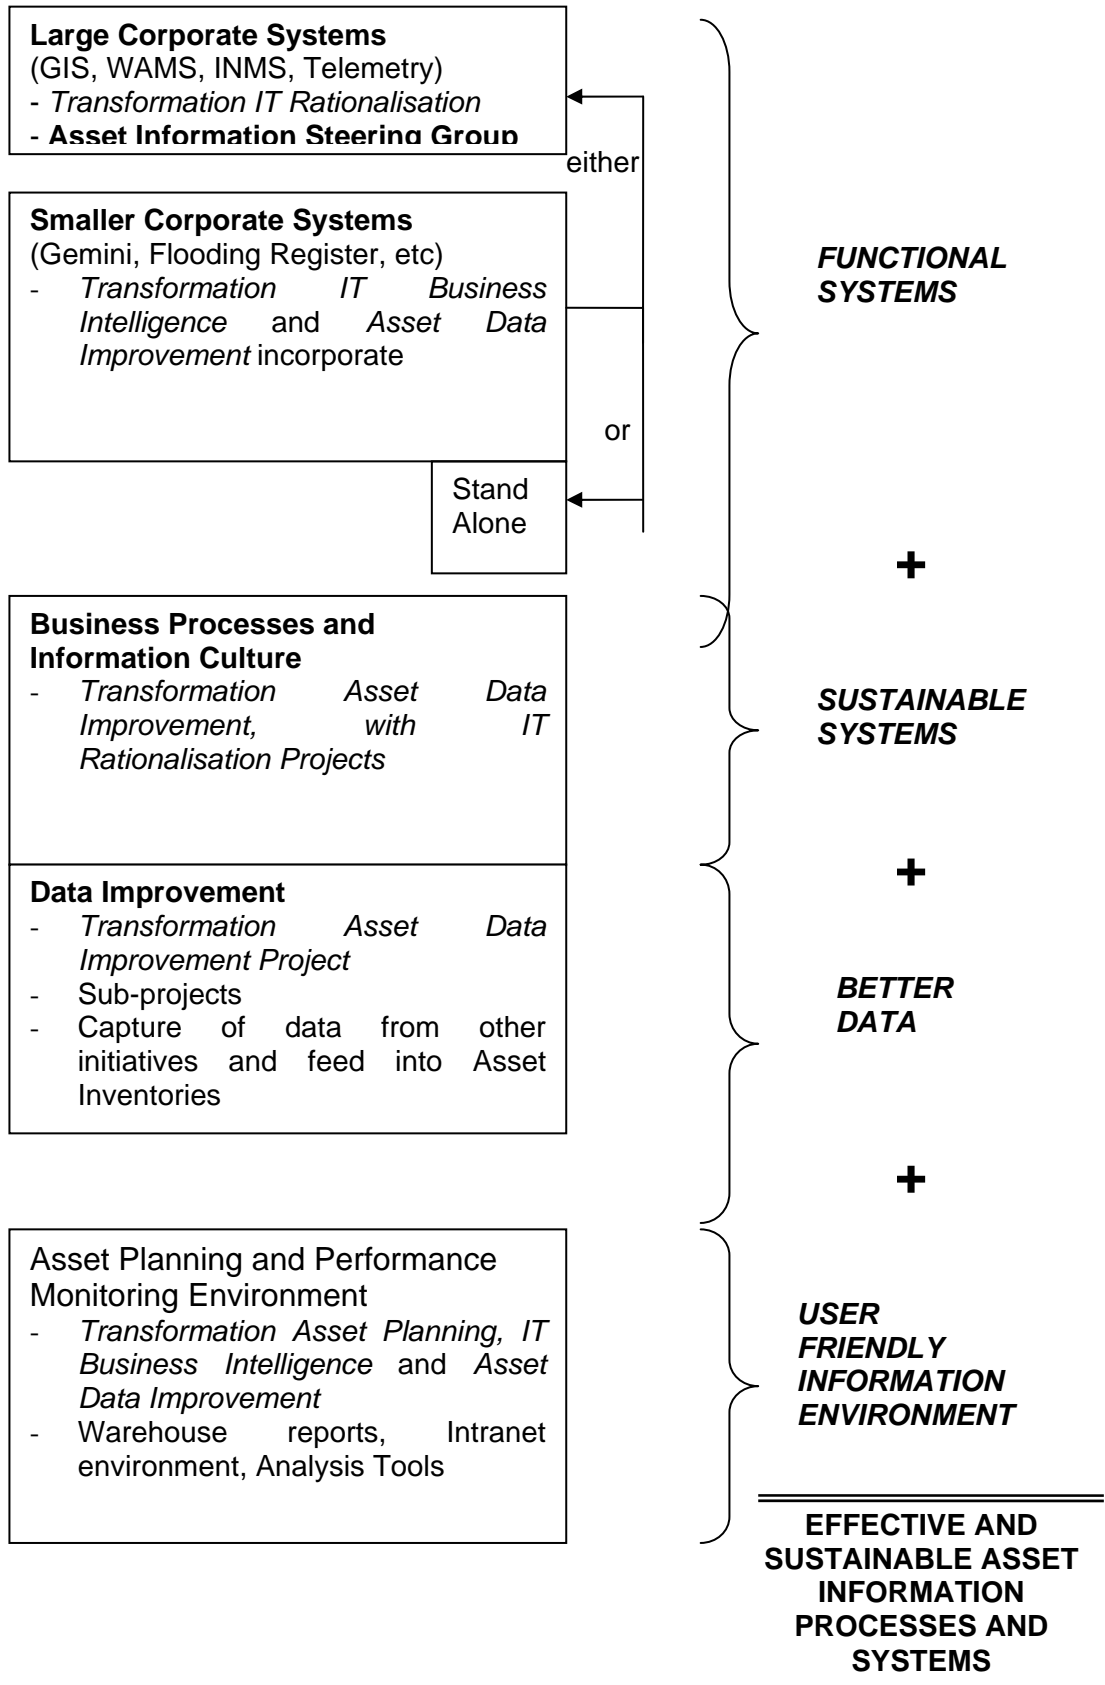 Large Corporate Systems
(GIS, WAMS, INMS, Telemetry)
- Transformation IT Rationalisation
- Asset Information Steering Group
either
Smaller Corporate Systems
(Gemini, Flooding Register, etc)
- Transformation IT Business
Intelligence and Asset Data
Improvement incorporate
or
Stand
Alone
FUNCTIONAL
SYSTEMS
+
Business Processes and
Information Culture
- Transformation Asset Data
Improvement, with IT
Rationalisation Projects
SUSTAINABLE
SYSTEMS
+
Data Improvement
- Transformation Asset Data
Improvement Project
- Sub-projects
- Capture of data from other
initiatives and feed into Asset
Inventories
BETTER
DATA
+
Asset Planning and Performance
Monitoring Environment
- Transformation Asset Planning, IT
Business Intelligence and Asset
Data Improvement
- Warehouse reports, Intranet
environment, Analysis Tools
USER
FRIENDLY
INFORMATION
ENVIRONMENT
EFFECTIVE AND
SUSTAINABLE ASSET
INFORMATION
PROCESSES AND
SYSTEMS